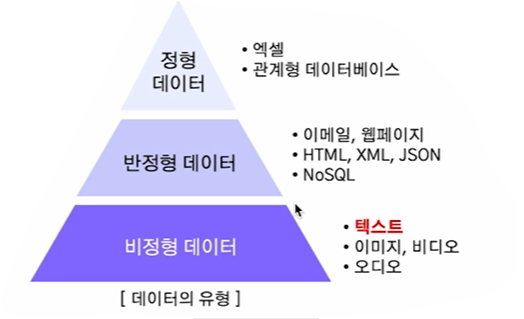 정형
데이터
• 엑셀
• 관계형 데이터베이스
반정형 데이터
• 이메일, 웹페이지
• HTML, XML, JSON
• NoSQL
비정형 데이터
• 텍스트
• 이미지, 비디오
• 오디오
[ 데이터의 유형 ]